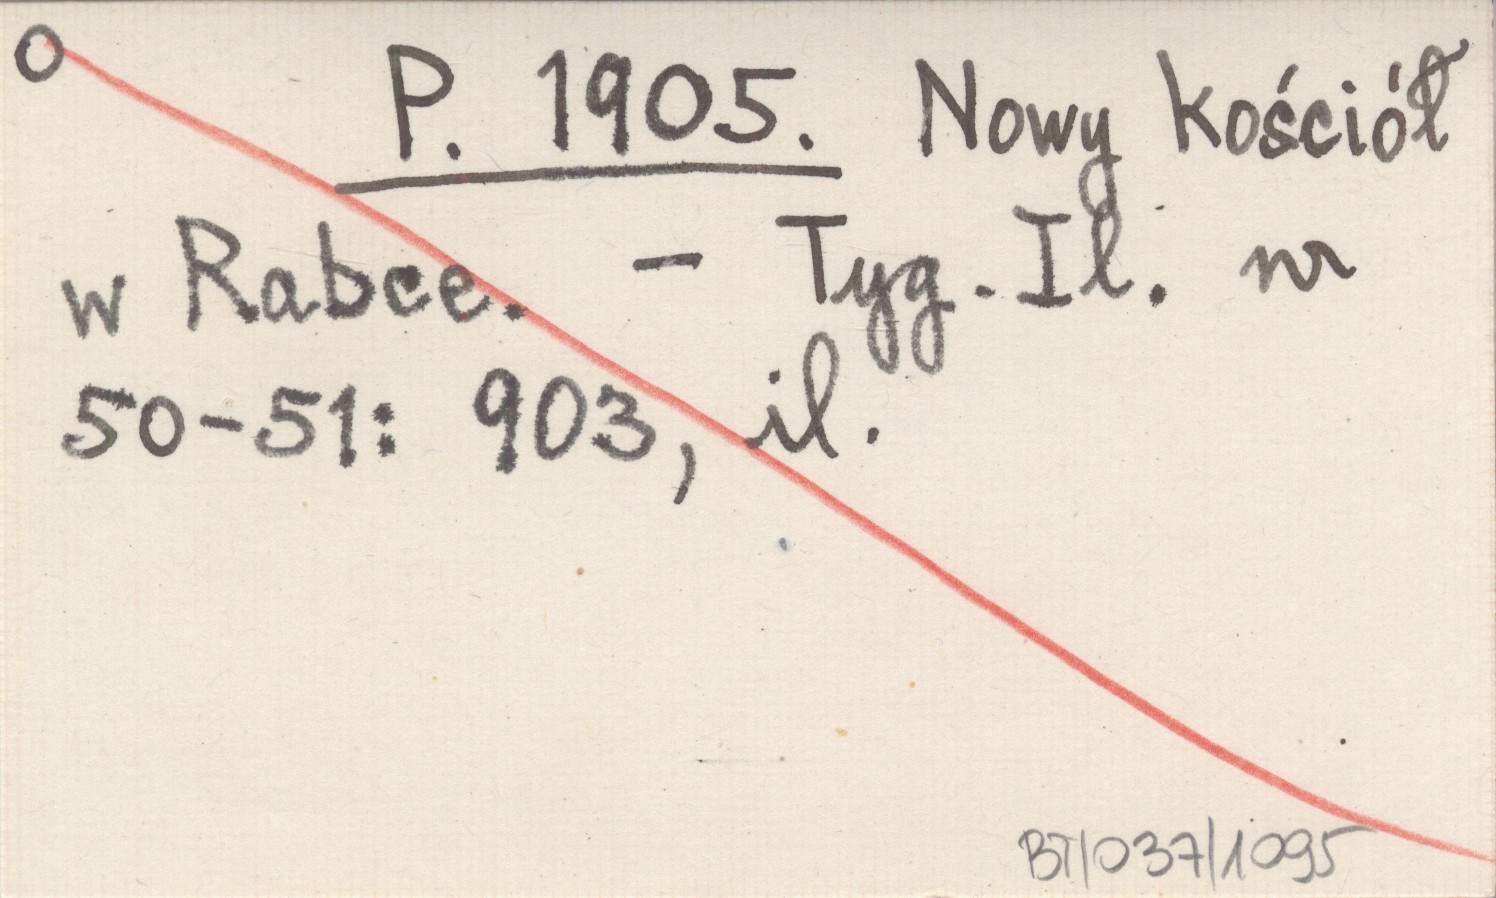 O
P. 1905. Nowy kościół
w Rabce. - Tyg. Il. nr
50-51: 903, il.
BT/037/1095